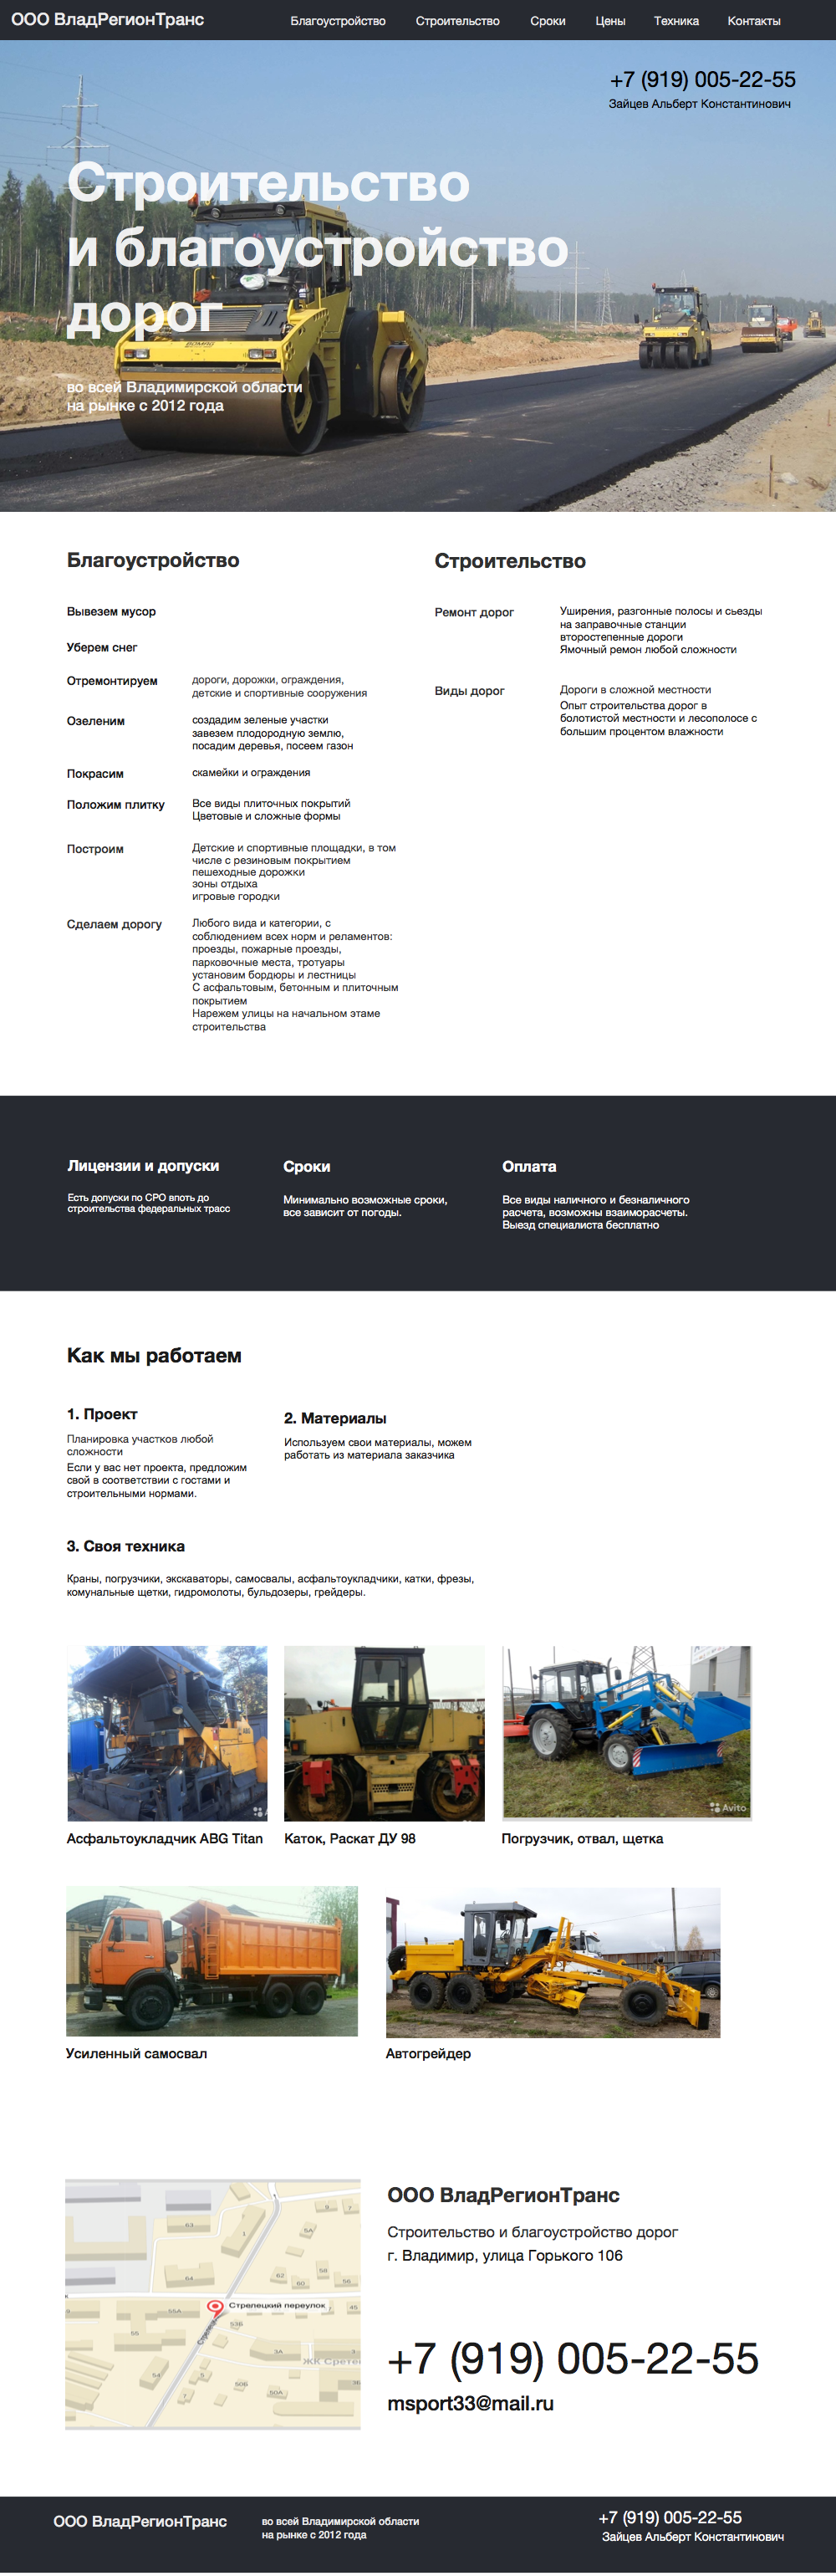 ООО ВладРегионТранс
Благоустройство
Строительство
Сроки
Цены
Техника
Контакты
+7 (919) 005-22-55
Зайцев Альберт Константинович
Строительство
и благоустройство
дорог
во всей Владимирской области
на рынке с 2012 года
Благоустройство
Вывезем мусор
Уберем снег
Отремонтируем
дороги, дорожки, ограждения,
детские и спортивные сооружения
Озеленим
создадим зеленые участки
завезем плодородную землю,
посадим деревья, посеем газон
Покрасим
скамейки и ограждения
Положим плитку
Все виды плиточных покрытий
Цветовые и сложные формы
Построим
Детские и спортивные площадки, в том
числе с резиновым покрытием
пешеходные дорожки
зоны отдыха
игровые городки
Сделаем дорогу
Любого вида и категории, с
соблюдением всех норм и реламентов:
проезды, пожарные проезды,
парковочные места, тротуары
установим бордюры и лестницы
С асфальтовым, бетонным и плиточным
покрытием
Нарежем улицы на начальном этаме
строительства
Строительство
Ремонт дорог
Уширения, разгонные полосы и сьезды
на заправочные станции
второстепенные дороги
Ямочный ремон любой сложности
Виды дорог
Дороги в сложной местности
Опыт строительства дорог в
болотистой местности и лесополосе с
большим процентом влажности
Лицензии и допуски
Есть допуски по СРО впоть до
строительства федеральных трасс
Сроки
Минимально возможные сроки,
все зависит от погоды.
Оплата
Все виды наличного и безналичного
расчета, возможны взаиморасчеты.
Выезд специалиста бесплатно
Как мы работаем
1. Проект
Планировка участков любой
сложности
Если у вас нет проекта, предложим
свой в соответствии с гостами и
строительными нормами.
2. Материалы
Используем свои материалы, можем
работать из материала заказчика
3. Своя техника
Краны, погрузчики, экскаваторы, самосвалы, асфальтоукладчики, катки, фрезы,
комунальные щетки, гидромолоты, бульдозеры, грейдеры.
Avito
Асфальтоукладчик ABG Titan
Каток, Раскат ДУ 98
Погрузчик, отвал, щетка
Усиленный самосвал
Автогрейдер
Стрелецкий переулок
ООО ВладРегионТранс
Строительство и благоустройство дорог
г. Владимир, улица Горького 106
+7 (919) 005-22-55
msport33@mail.ru
ООО ВладРегионТранс
во всей Владимирской области
на рынке с 2012 года
+7 (919) 005-22-55
Зайцев Альберт Константинович